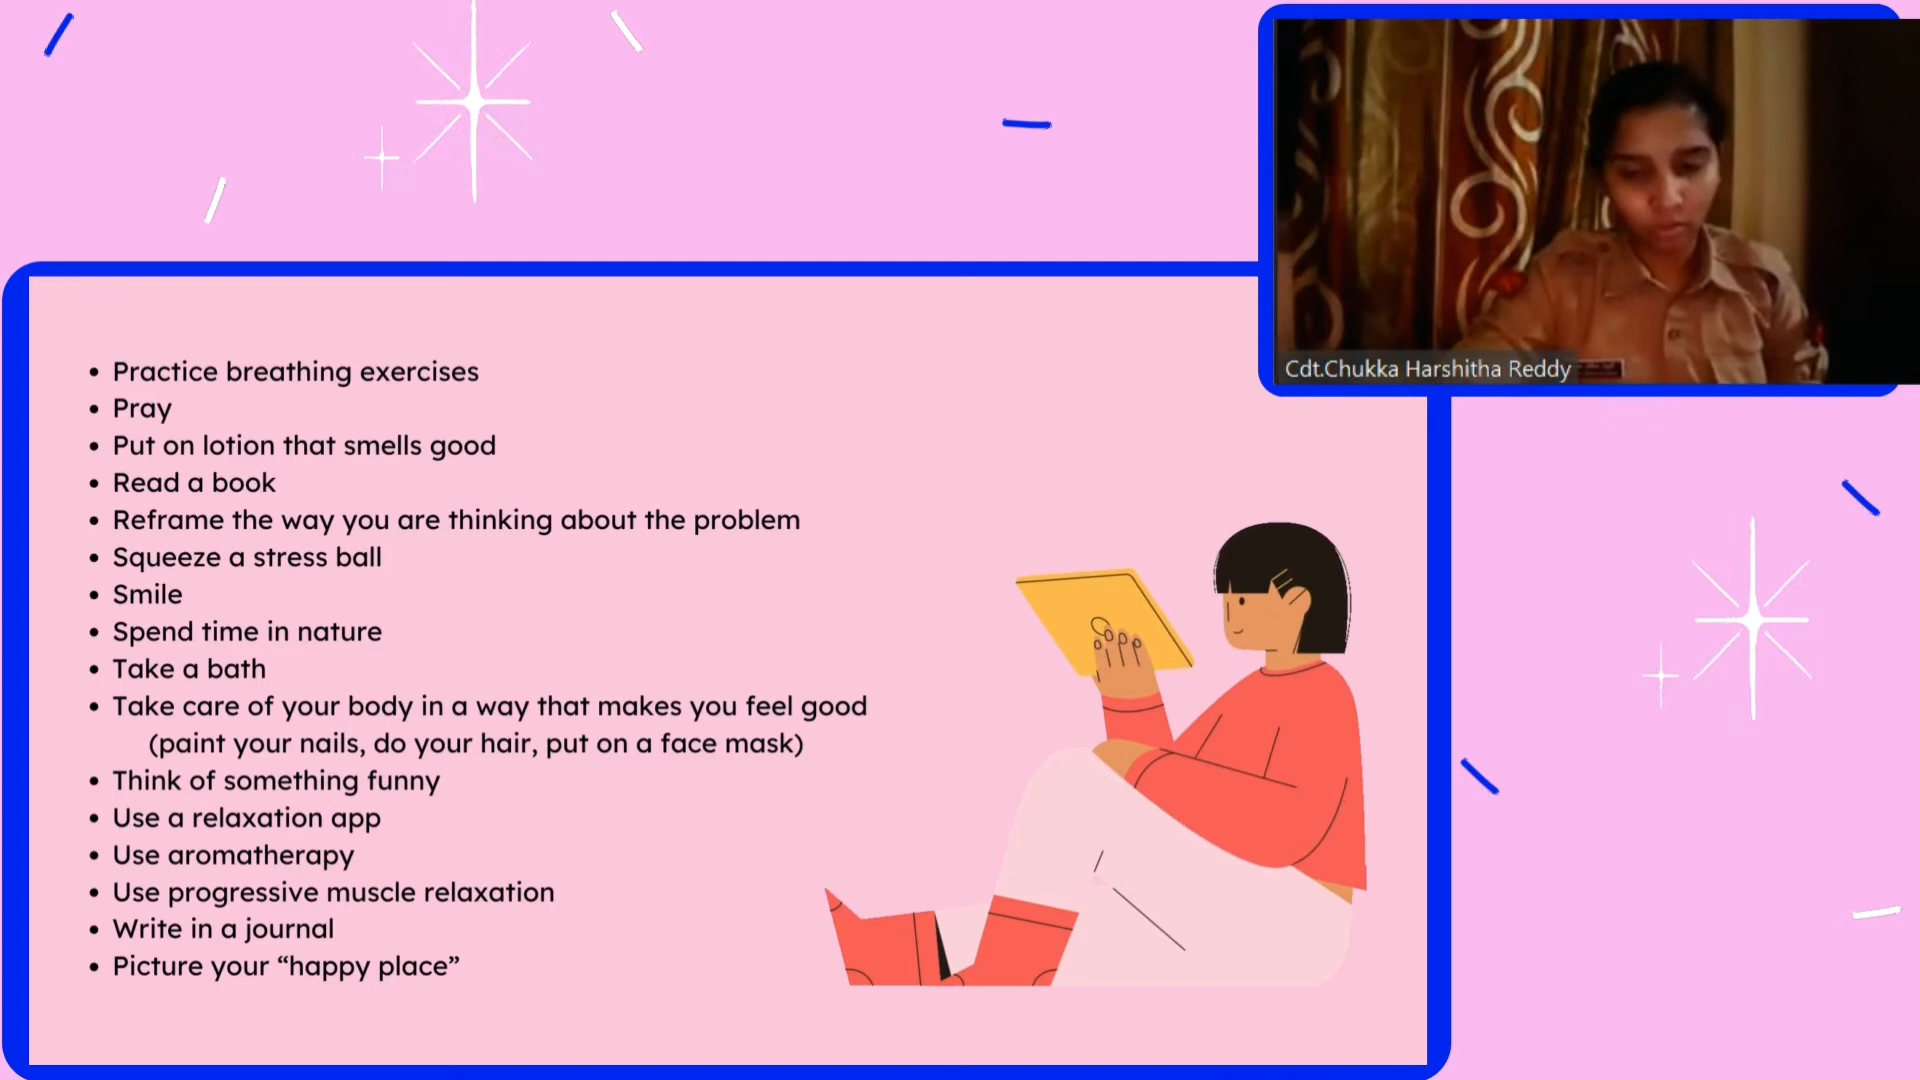 Cdt.Chukka Harshitha Reddy
• Practice breathing exercises
• Pray
• Put on lotion that smells good
• Read a book
• Reframe the way you are thinking about the problem
• Squeeze a stress ball
• Smile
• Spend time in nature
• Take a bath
• Take care of your body in a way that makes you feel good
(paint your nails, do your hair, put on a face mask)
• Think of something funny
• Use a relaxation app
• Use aromatherapy
• Use progressive muscle relaxation
• Write in a journal
• Picture your “happy place”